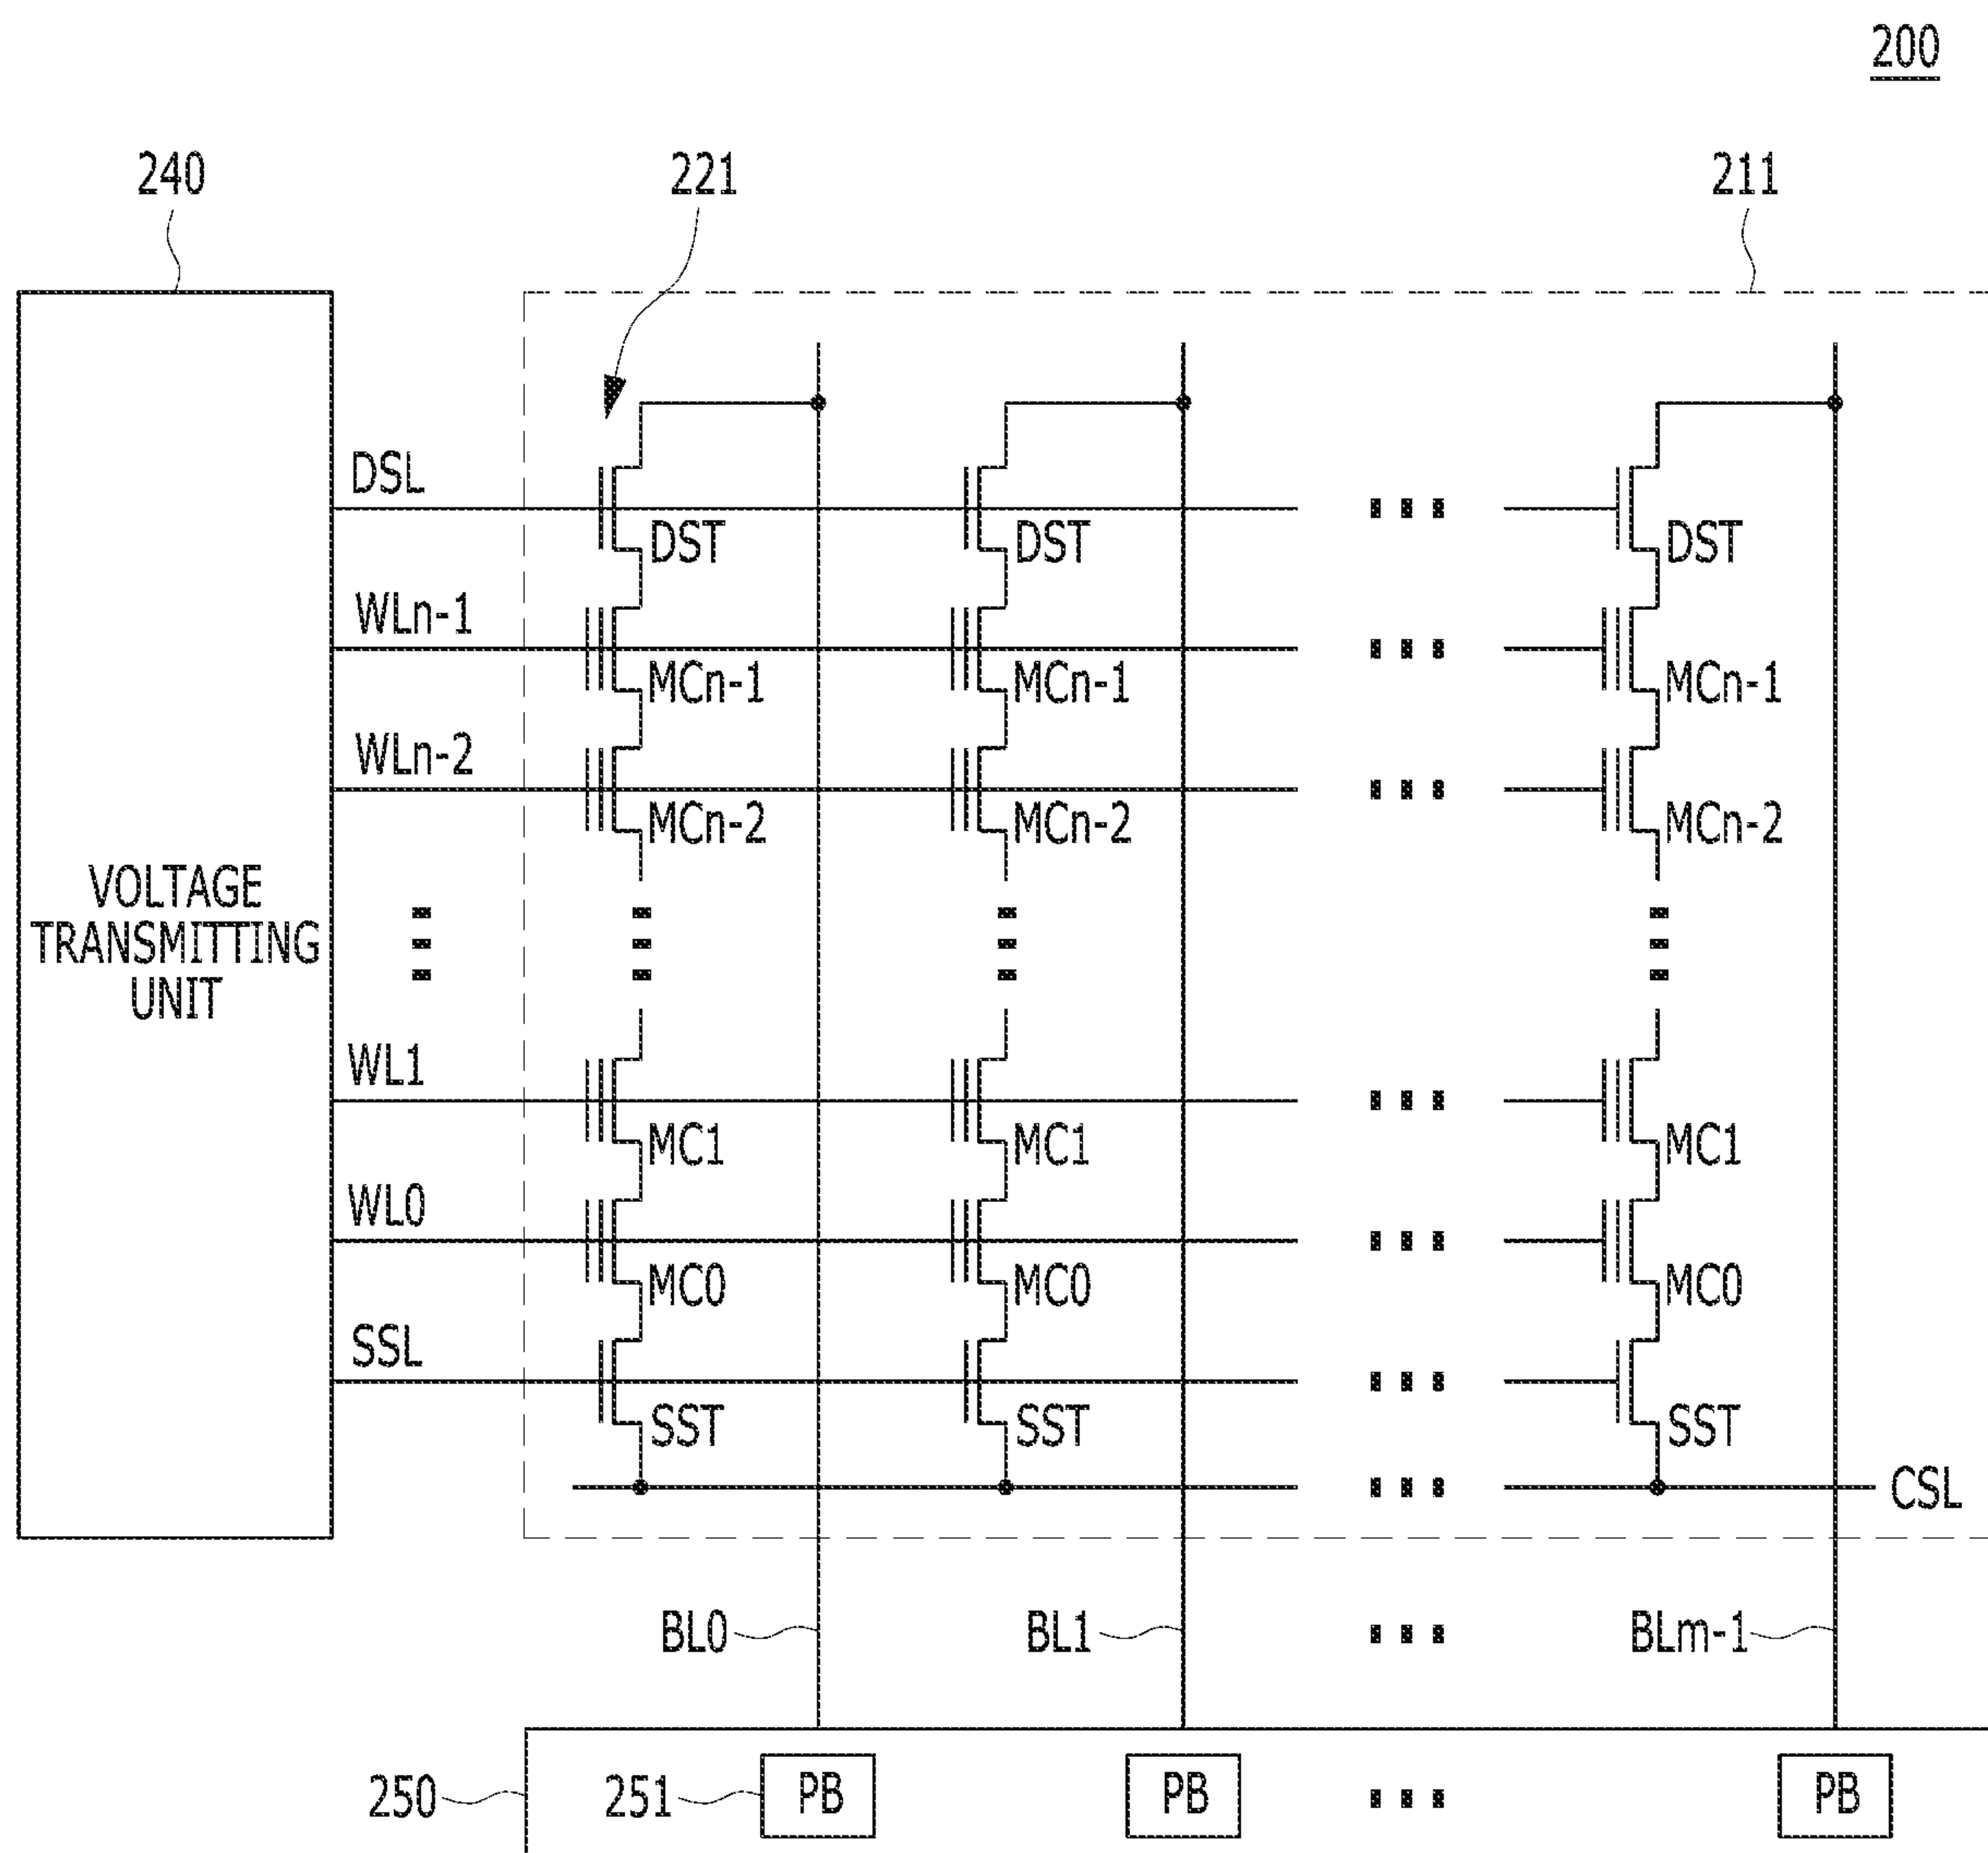 200
240
221
211
DSL
DST DST DST
WLn-1
MCn-1 MCn-1 MCn-1
WLn-2
MCn-2 MCn-2 MCn-2
VOLTAGE
TRANSMITTING
UNIT
WL1
MC1 MC1 MC1
WL0
MC0 MC0 MC0
SSL
SST SST SST
CSL
BL0 BL1 BLm-1
250 251 PB PB PB